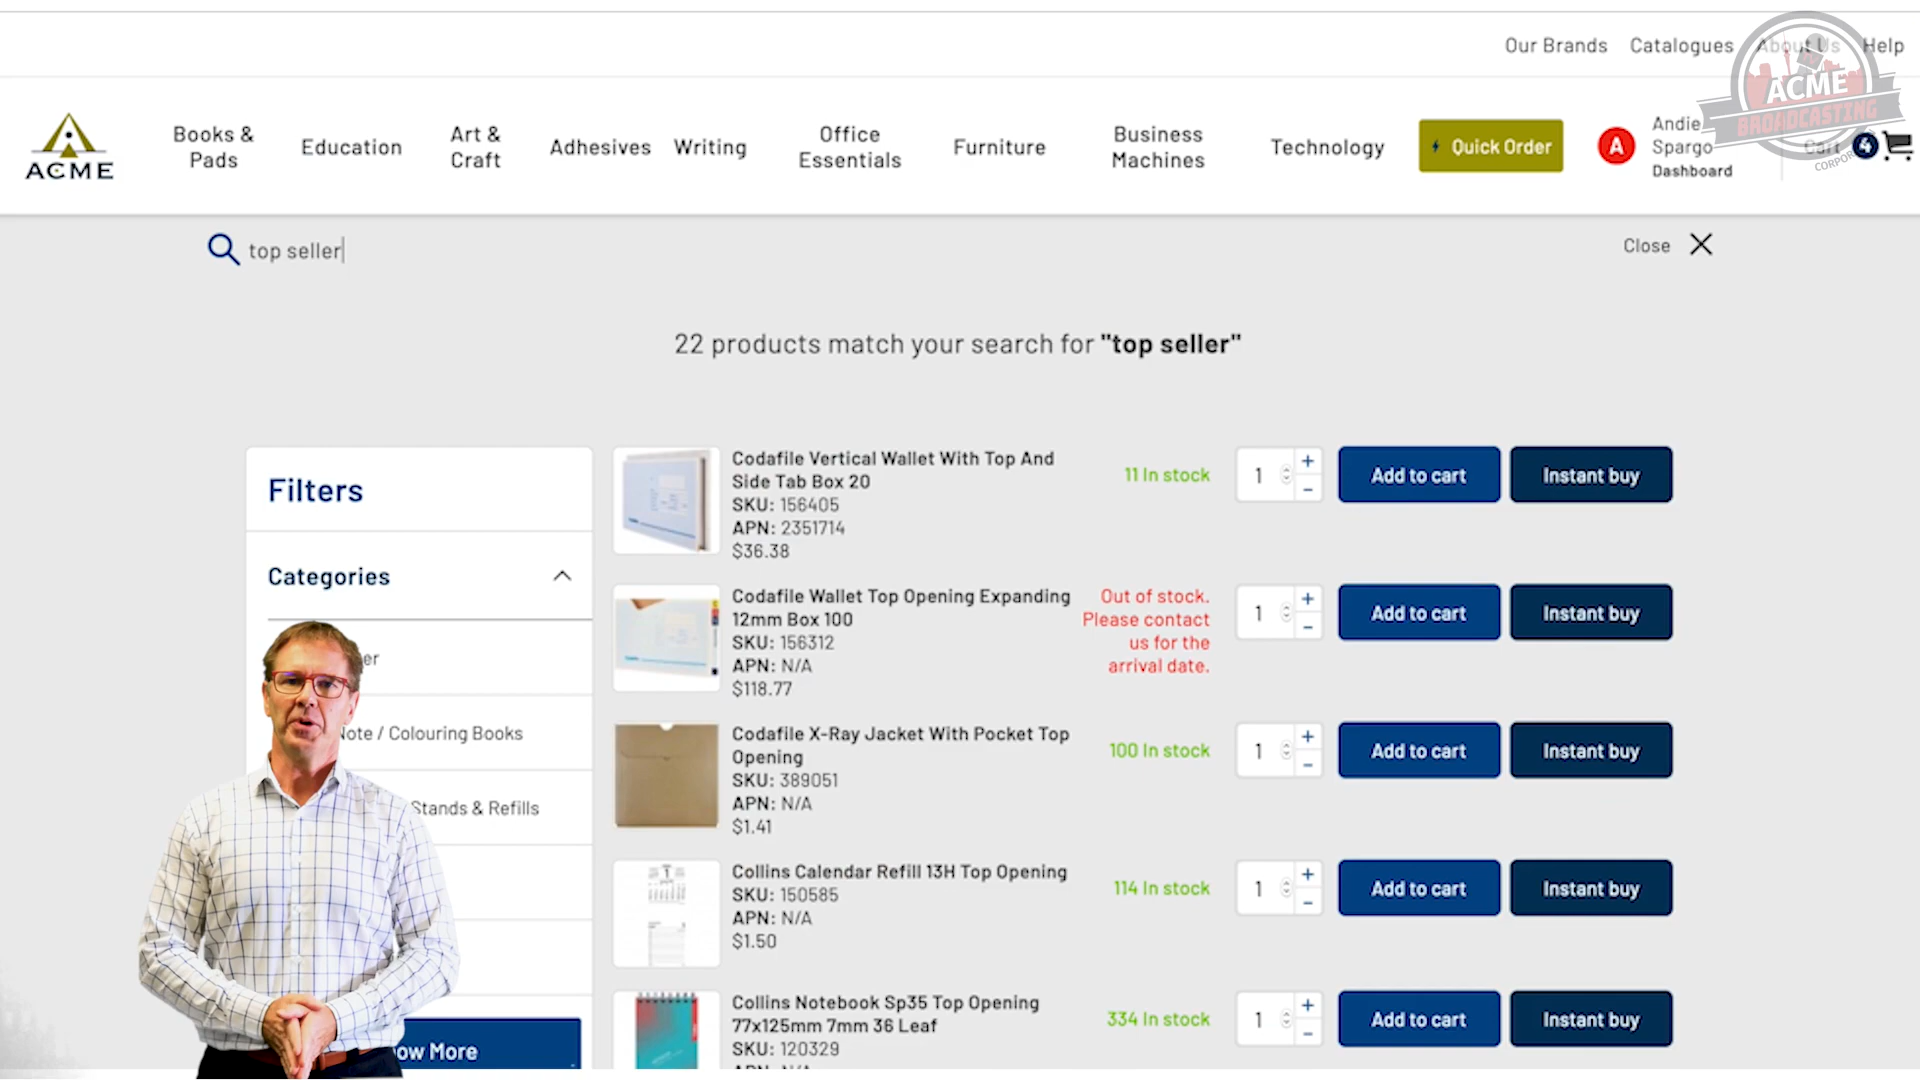 Our Brands Catalogues About Us Help
ACME
BROADCASTING
ACME
Books &
Pads
Education
Art &
Craft
Adhesives
Writing
Office
Essentials
Furniture
Business
Machines
Technology
Quick Order
A
Andie
Spargo
Dashboard
Cart
4
top seller
Close
22 products match your search for "top seller"
Filters
Categories
Note / Colouring Books
Stands & Refills
ow More
Codafile Vertical Wallet With Top And
Side Tab Box 20
SKU: 156405
APN: 2351714
$36.38
11 In stock
1 + -
Add to cart
Instant buy
Codafile Wallet Top Opening Expanding
12mm Box 100
SKU: 156312
APN: N/A
$118.77
Out of stock.
Please contact
us for the
arrival date.
1 + -
Add to cart
Instant buy
Codafile X-Ray Jacket With Pocket Top
Opening
SKU: 389051
APN: N/A
$1.41
100 In stock
1 + -
Add to cart
Instant buy
Collins Calendar Refill 13H Top Opening
SKU: 150585
APN: N/A
$1.50
114 In stock
1 + -
Add to cart
Instant buy
Collins Notebook Sp35 Top Opening
77x125mm 7mm 36 Leaf
SKU: 120329
334 In stock
1 + -
Add to cart
Instant buy